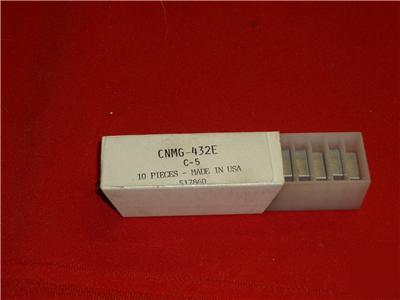 CNMG-432E
C-5
10 PIECES - MADE IN USA
517860